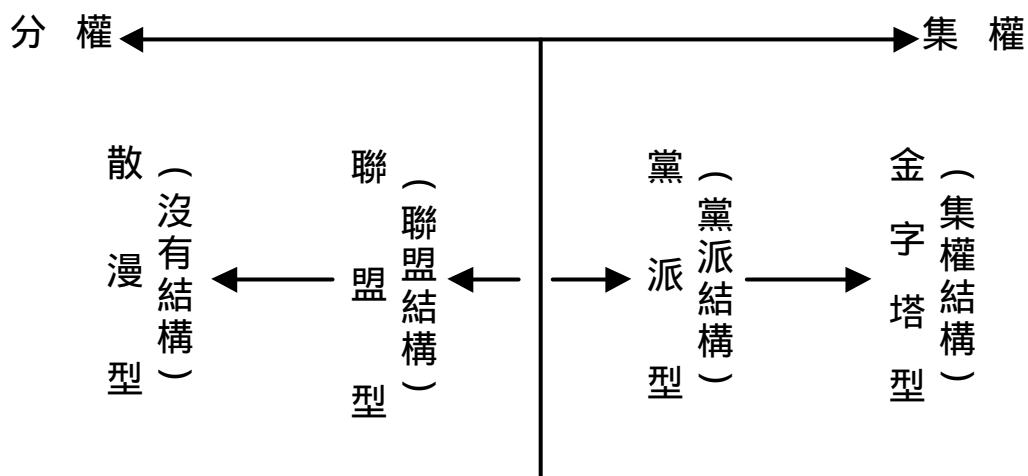 分 權
集 權
散漫型
（沒有結構）
聯盟型
（聯盟結構）
黨派型
（黨派結構）
金字塔型
（集權結構）